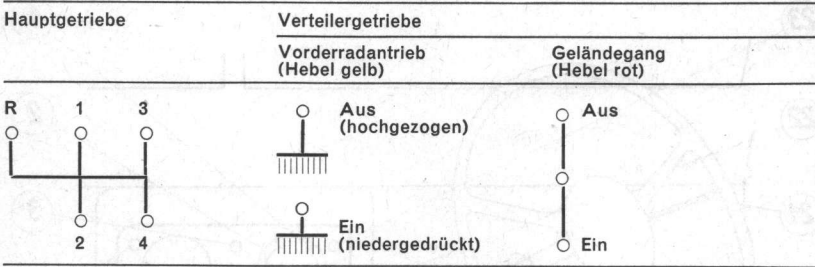 Hauptgetriebe
Verteilergetriebe
Vorderradantrieb
(Hebel gelb)
Geländegang
(Hebel rot)
R 1 3
2 4
Aus
(hochgezogen)
Ein
(niedergedrückt)
Aus
Ein